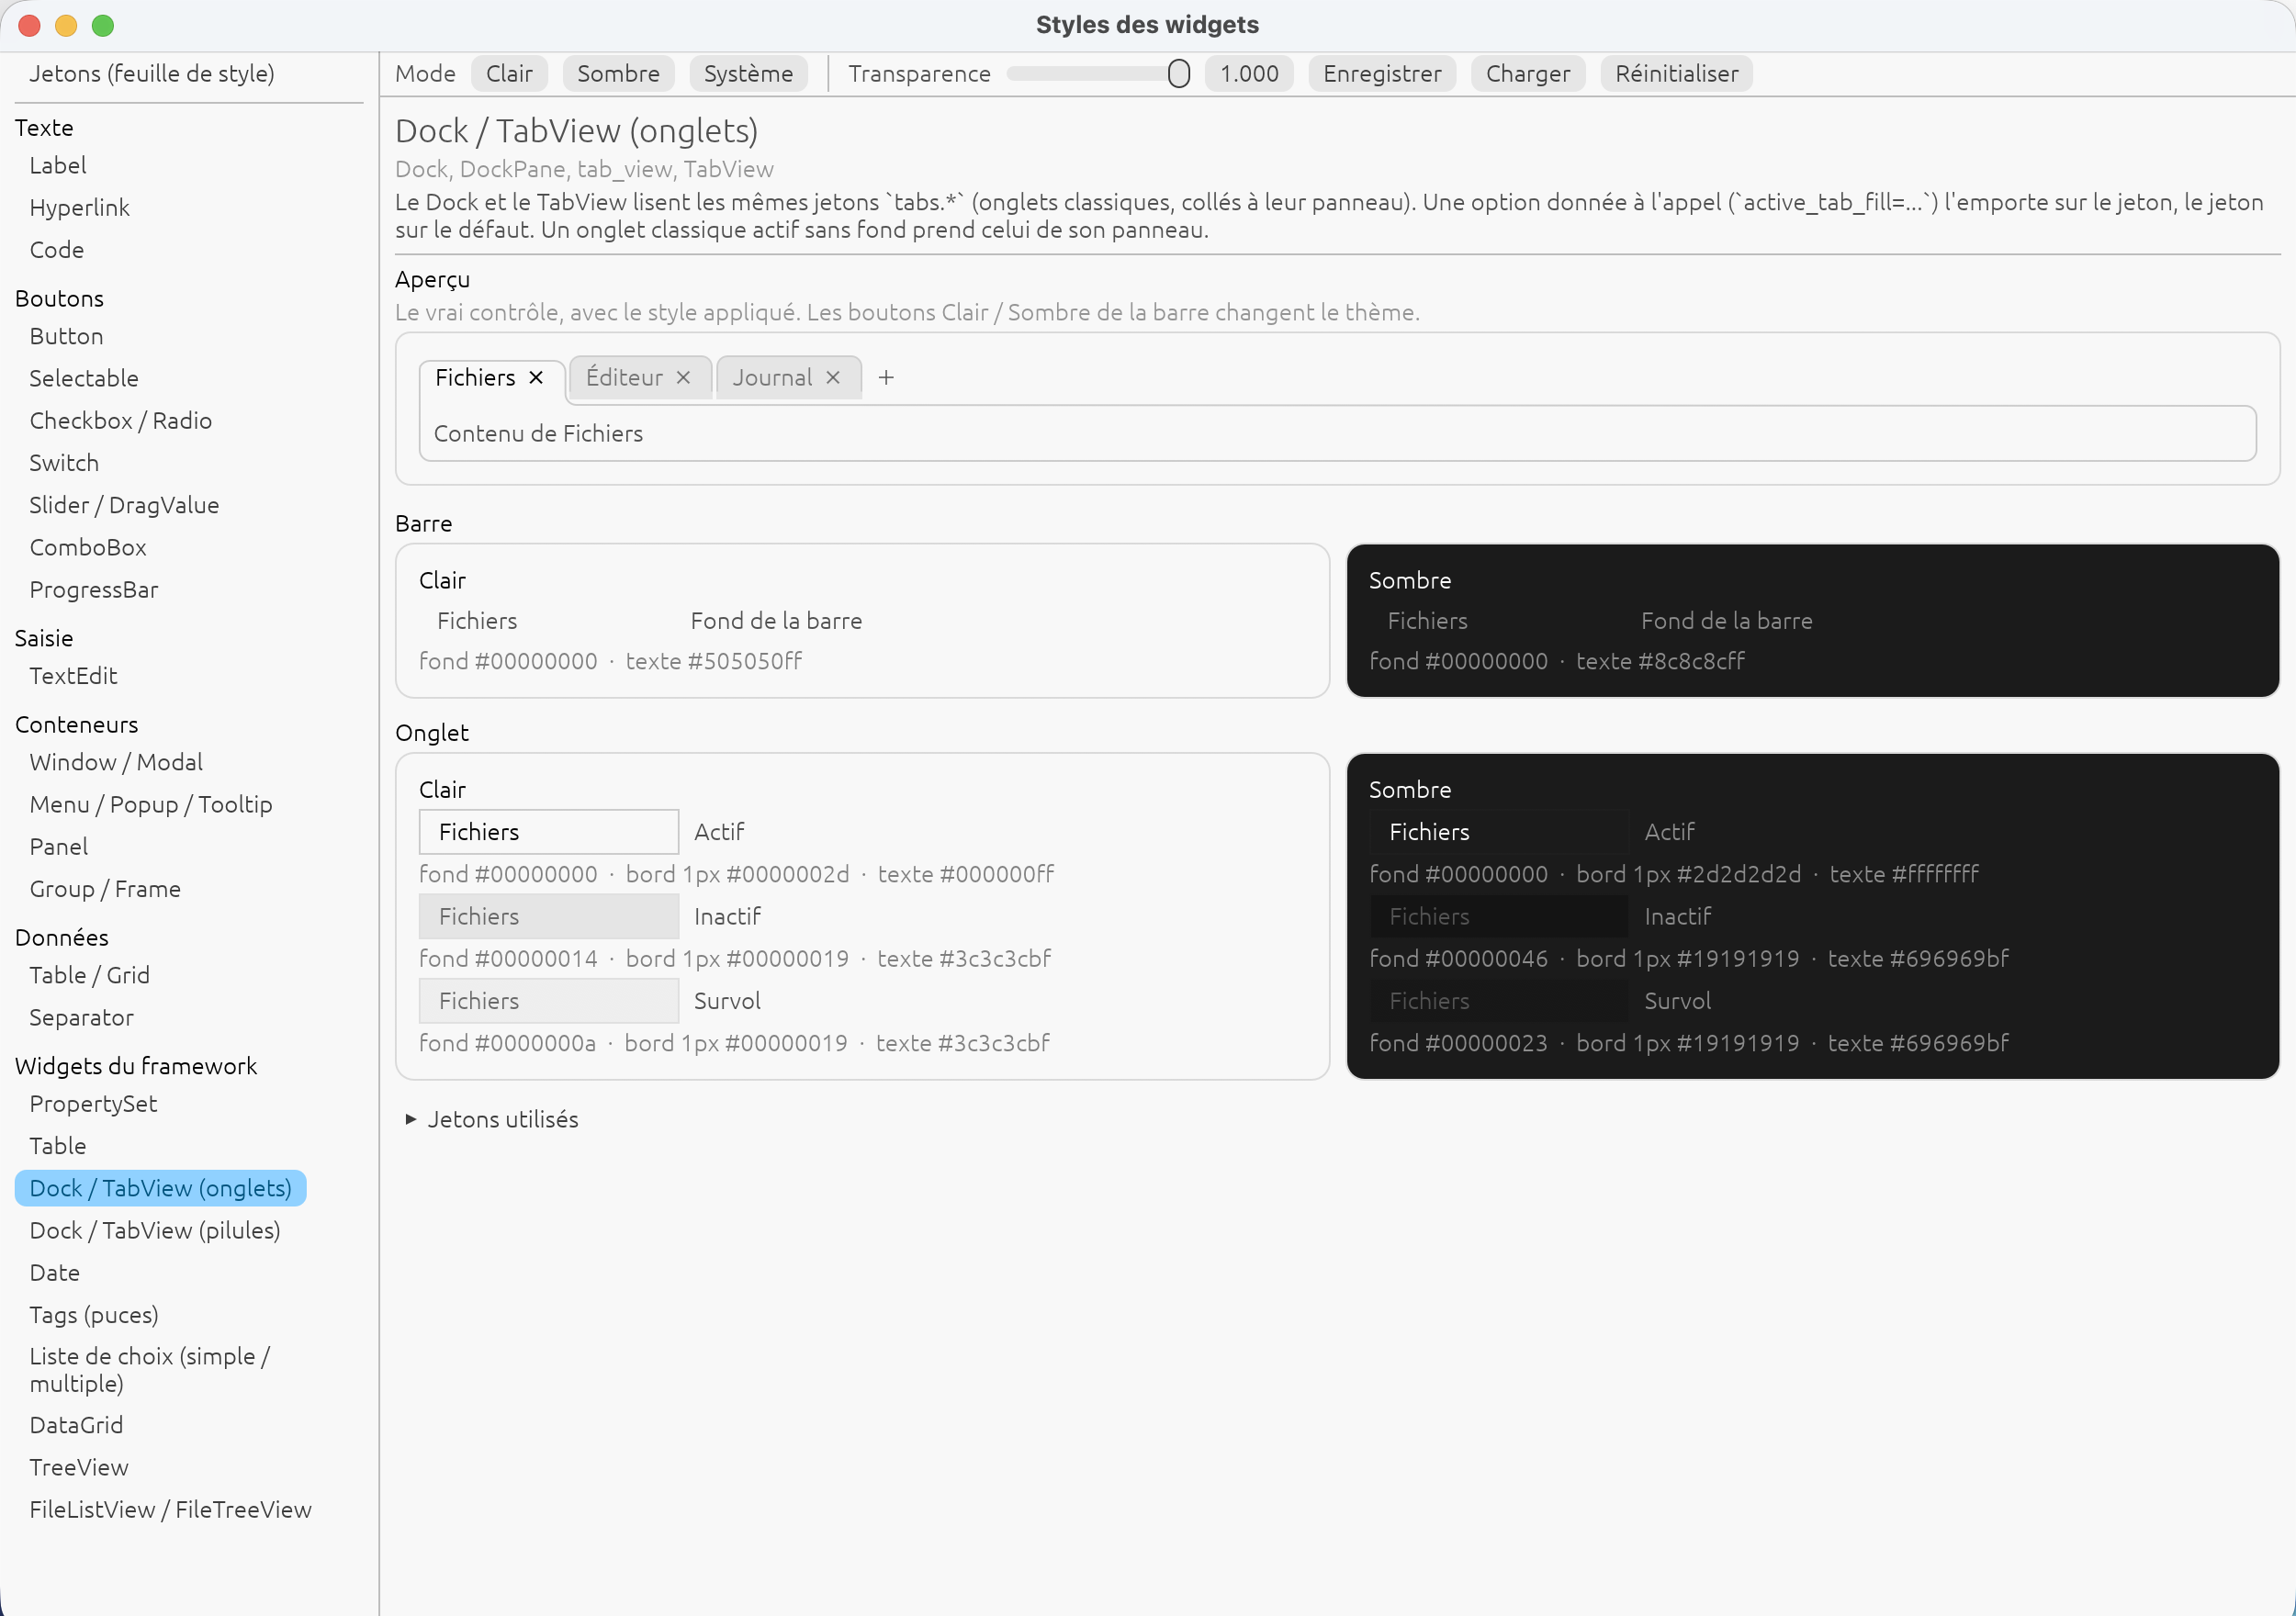 Styles des widgets
Jetons (feuille de style)
Texte
Label
Hyperlink
Code
Boutons
Button
Selectable
Checkbox / Radio
Switch
Slider / DragValue
ComboBox
ProgressBar
Saisie
TextEdit
Conteneurs
Window / Modal
Menu / Popup / Tooltip
Panel
Group / Frame
Données
Table / Grid
Separator
Widgets du framework
PropertySet
Table
Dock / TabView (onglets)
Dock / TabView (pilules)
Date
Tags (puces)
Liste de choix (simple /
multiple)
DataGrid
TreeView
FileListView / FileTreeView
Mode Clair Sombre Système Transparence 1.000 Enregistrer Charger Réinitialiser
Dock / TabView (onglets)
Dock, DockPane, tab_view, TabView
Le Dock et le TabView lisent les mêmes jetons `tabs.*` (onglets classiques, collés à leur panneau). Une option donnée à l'appel (`active_tab_fill=...`) l'emporte sur le jeton, le jeton
sur le défaut. Un onglet classique actif sans fond prend celui de son panneau.
Aperçu
Le vrai contrôle, avec le style appliqué. Les boutons Clair / Sombre de la barre changent le thème.
Fichiers × Éditeur × Journal × +
Contenu de Fichiers
Barre
Clair
Fichiers Fond de la barre
fond #00000000 · texte #505050ff
Sombre
Fichiers Fond de la barre
fond #00000000 · texte #8c8c8cff
Onglet
Clair
Fichiers Actif
fond #00000000 · bord 1px #0000002d · texte #000000ff
Fichiers Inactif
fond #00000014 · bord 1px #00000019 · texte #3c3c3cbf
Fichiers Survol
fond #0000000a · bord 1px #00000019 · texte #3c3c3cbf
Sombre
Fichiers Actif
fond #00000000 · bord 1px #2d2d2d2d · texte #ffffffff
Fichiers Inactif
fond #00000046 · bord 1px #19191919 · texte #696969bf
Fichiers Survol
fond #00000023 · bord 1px #19191919 · texte #696969bf
▶ Jetons utilisés